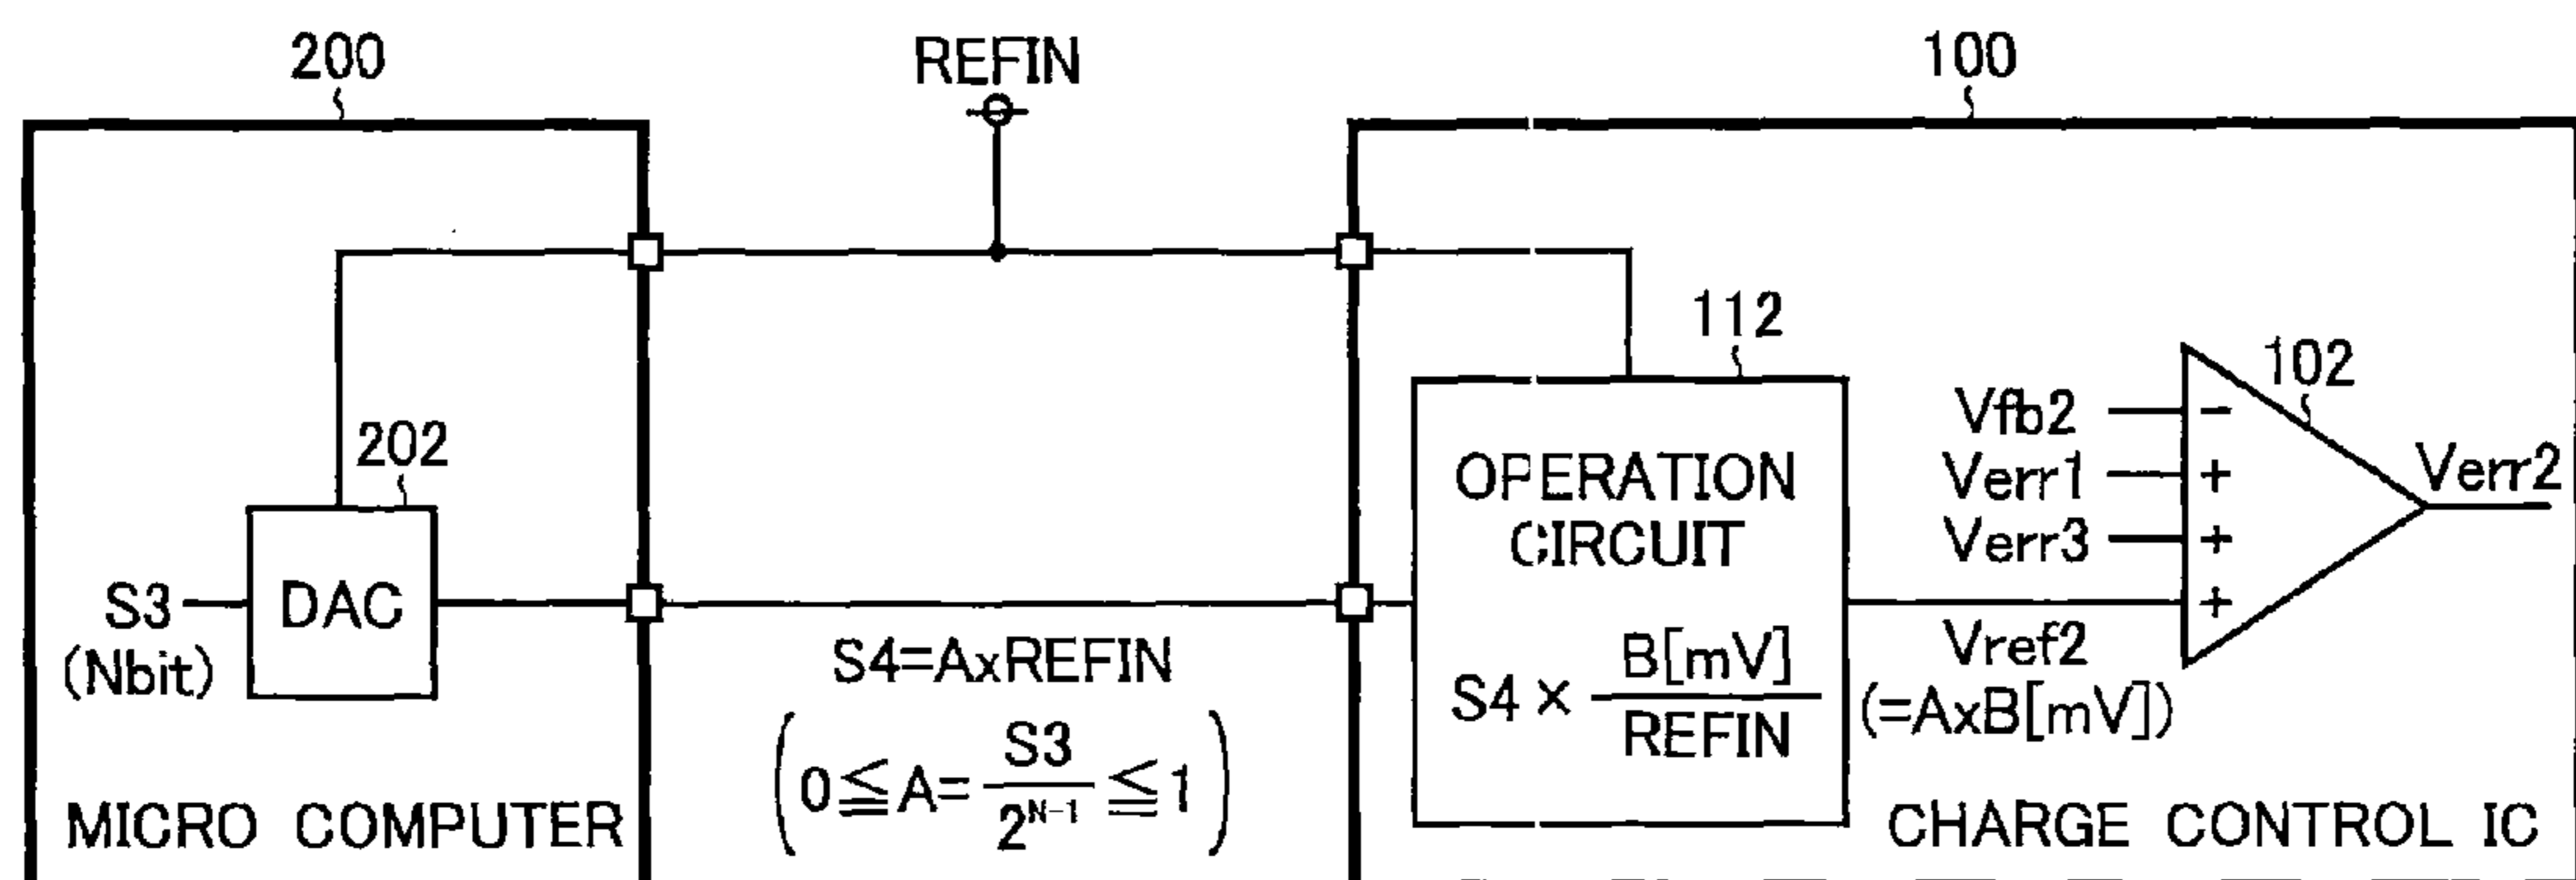 200
REFIN
100
112
102
202
Vfb2 −
Verr1 +
Verr3 +
+
Verr2
OPERATION
CIRCUIT
S3
(Nbit)
DAC
S4=AxREFIN
(0≦A=S3/2^{N-1}≦1)
S4 × B[mV]/REFIN
Vref2
(=AxB[mV])
MICRO COMPUTER
CHARGE CONTROL IC